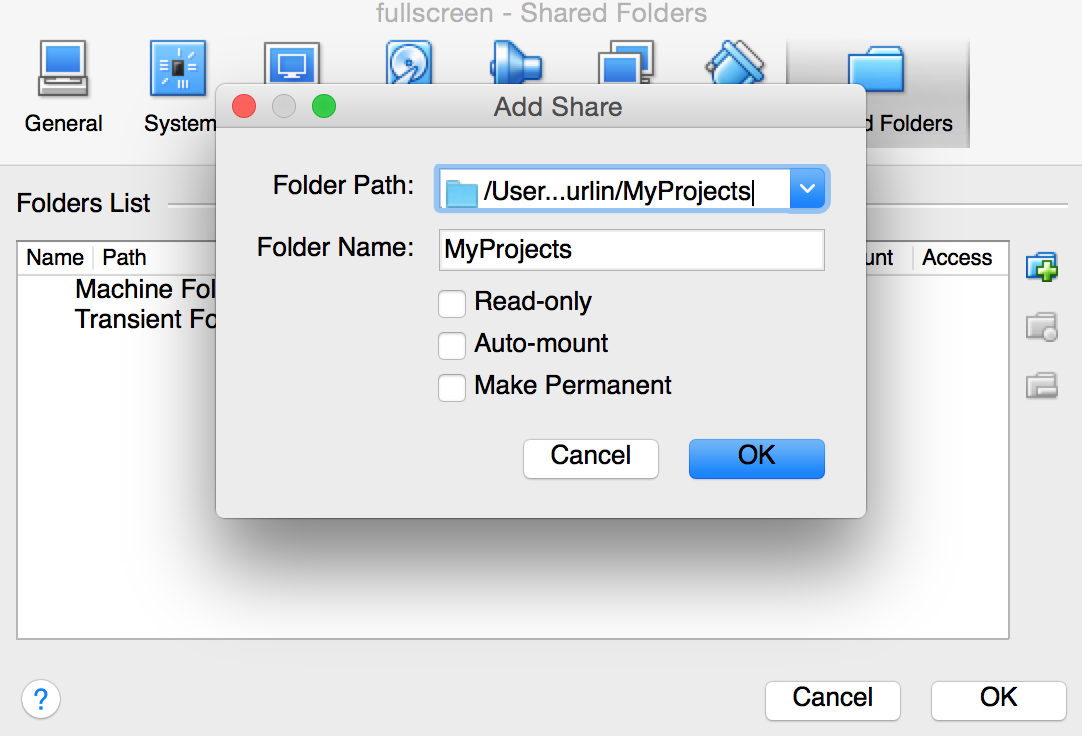 fullscreen - Shared Folders
General
System
d Folders
Add Share
Folder Path: /User...urlin/MyProjects
Folder Name: MyProjects
Read-only
Auto-mount
Make Permanent
Cancel OK
Folders List
Name Path unt Access
Machine Fol
Transient Fo
?
Cancel OK